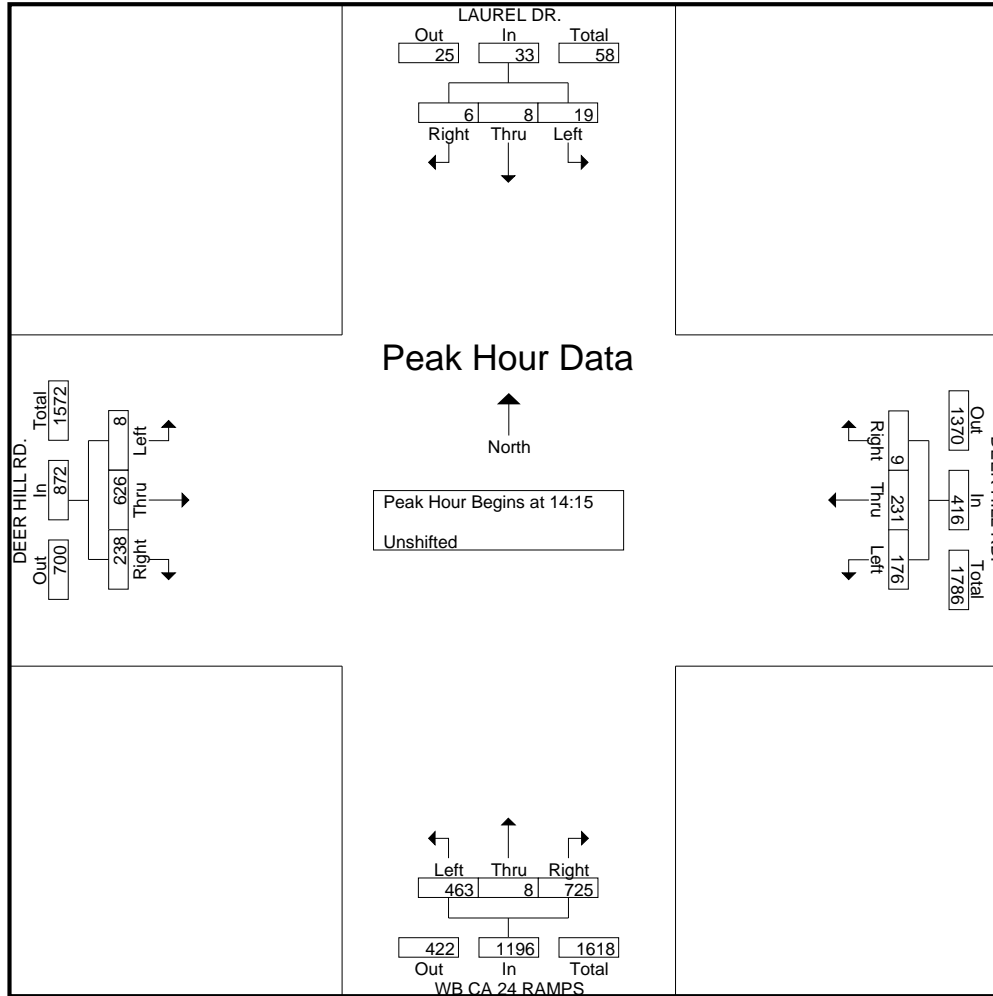 LAUREL DR.
Out In Total
25 33 58
6 8 19
Right Thru Left
Peak Hour Data
North
Peak Hour Begins at 14:15
Unshifted
DEER HILL RD.
Out In Total
700 872 1572
238 626 8
Right Thru Left
Out In Total
1370 416 1786
9 231 176
Right Thru Left
Left Thru Right
463 8 725
422 1196 1618
Out In Total
WB CA 24 RAMPS